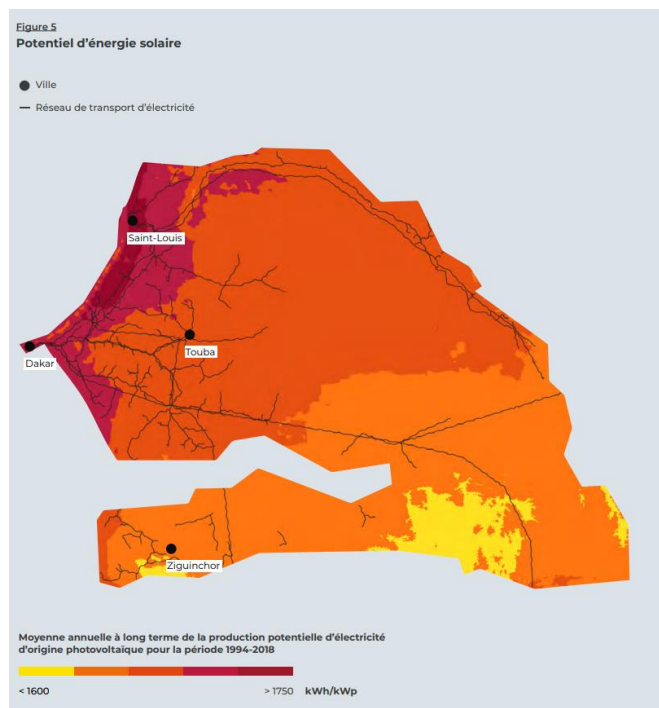 Figure 5
Potentiel d'énergie solaire
Ville
Réseau de transport d'électricité
Saint-Louis
Touba
Dakar
Ziguinchor
Moyenne annuelle à long terme de la production potentielle d'électricité
d'origine photovoltaïque pour la période 1994-2018
< 1600 > 1750 kWh/kWp